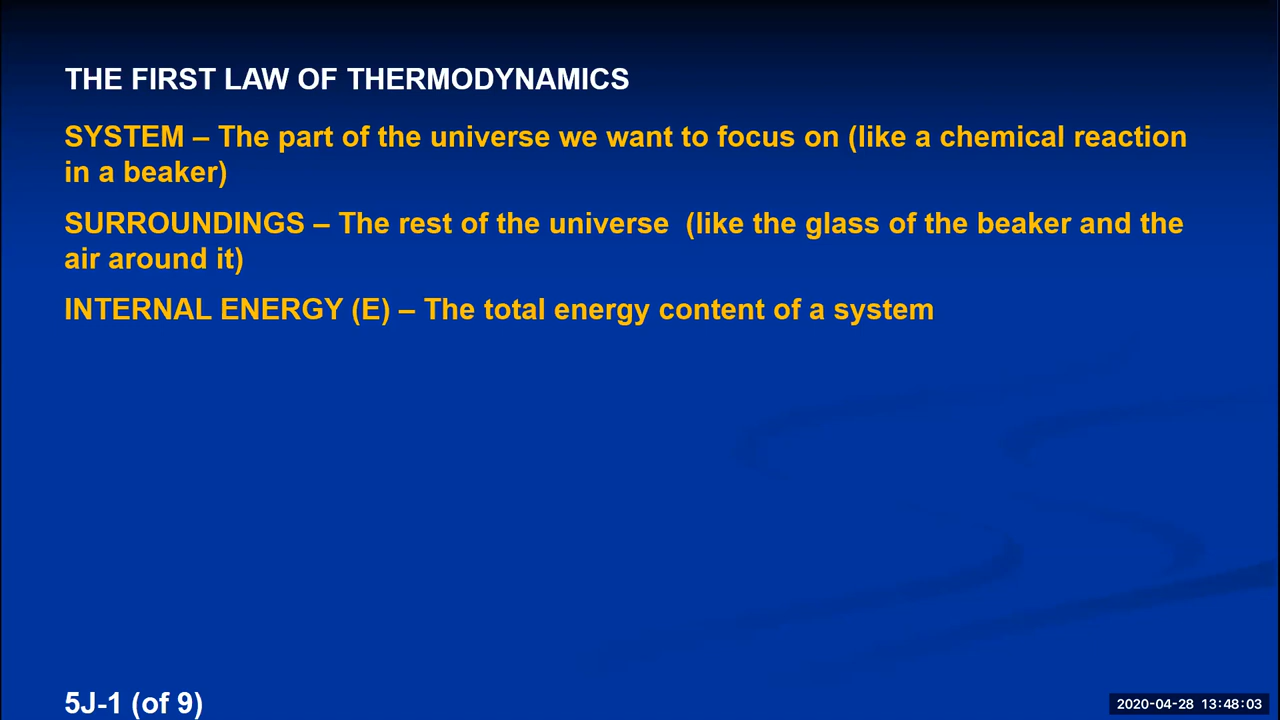 THE FIRST LAW OF THERMODYNAMICS
SYSTEM – The part of the universe we want to focus on (like a chemical reaction
in a beaker)
SURROUNDINGS – The rest of the universe  (like the glass of the beaker and the
air around it)
INTERNAL ENERGY (E) – The total energy content of a system
5J-1 (of 9)
2020-04-28 13:48:03